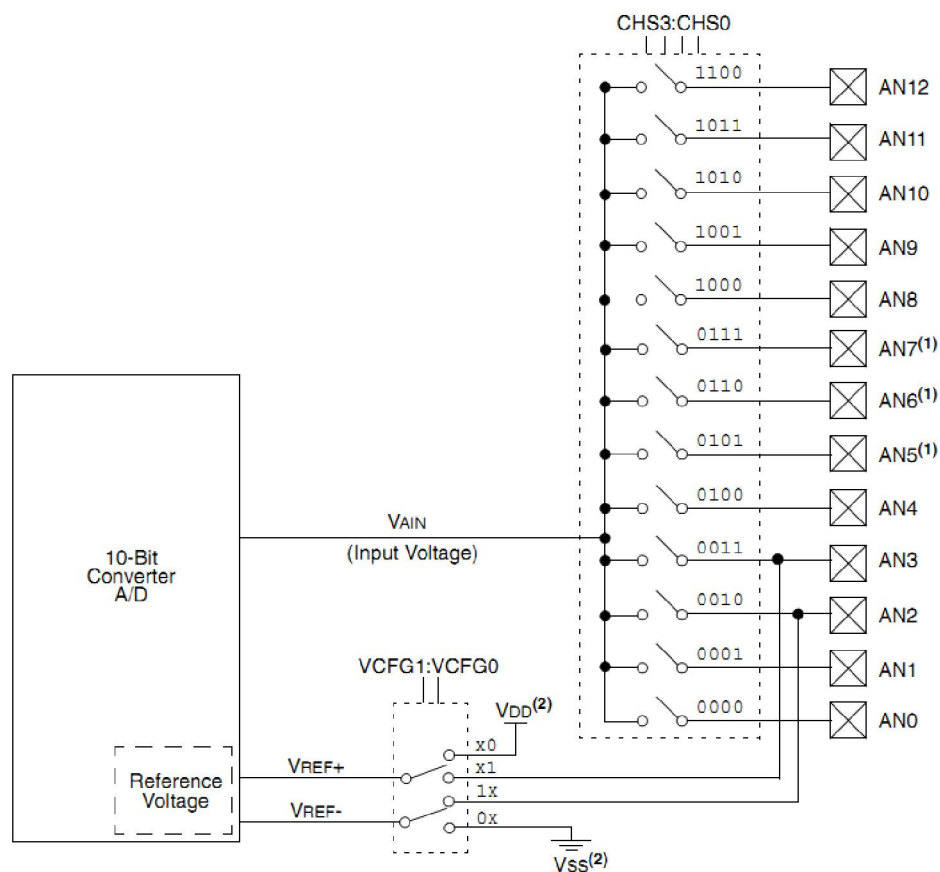 CHS3:CHS0
1100
AN12
1011
AN11
1010
AN10
1001
AN9
1000
AN8
0111
AN7(1)
0110
AN6(1)
0101
AN5(1)
0100
AN4
VAIN
(Input Voltage)
10-Bit
Converter
A/D
0011
AN3
0010
AN2
0001
AN1
0000
AN0
VCFG1:VCFG0
VDD(2)
x0
x1
1x
0x
VREF+
VREF-
Reference
Voltage
VSS(2)